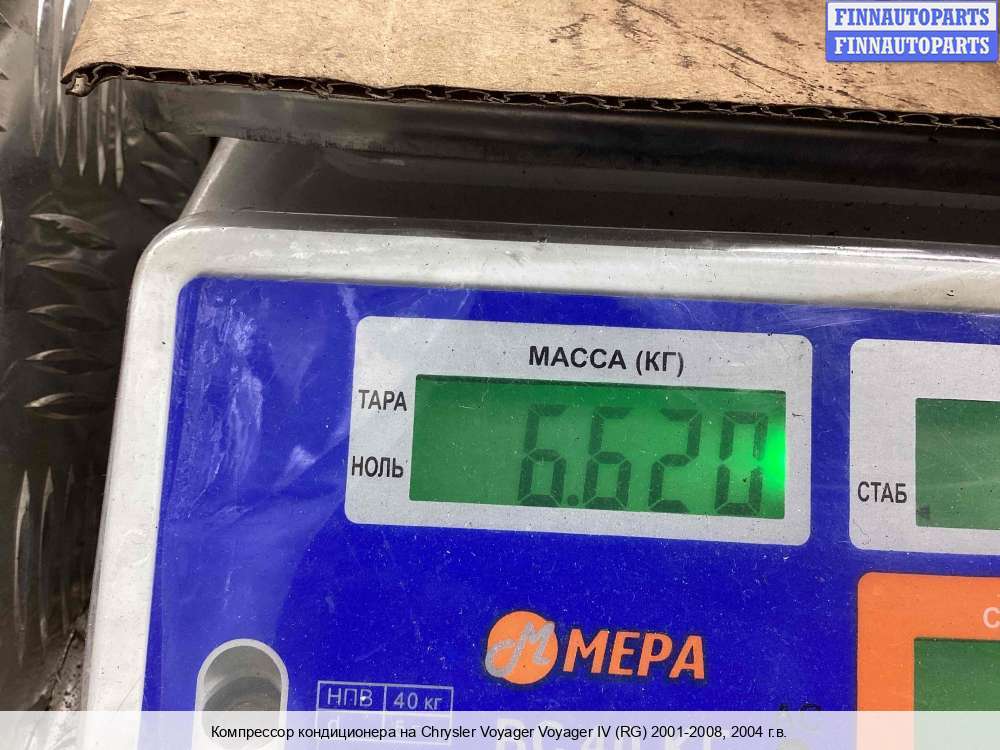 FINNAUTOPARTS
FINNAUTOPARTS
МАССА (КГ)
ТАРА
6.620
НОЛЬ
СТАБ
МЕРА
НПВ 40 кг
Компрессор кондиционера на Chrysler Voyager Voyager IV (RG) 2001-2008, 2004 г.в.